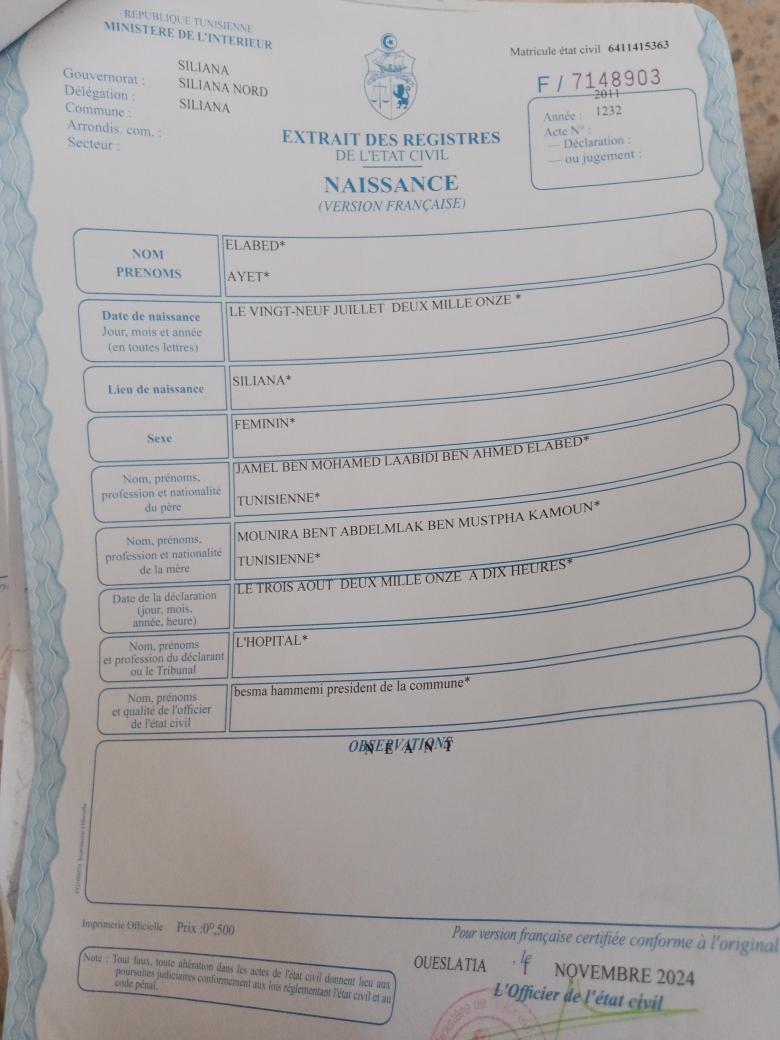 REPUBLIQUE TUNISIENNE
MINISTERE DE L'INTERIEUR
Gouvernorat : SILIANA
Délégation : SILIANA NORD
Commune : SILIANA
Arrondis. com. :
Secteur :
EXTRAIT DES REGISTRES
DE L'ETAT CIVIL
NAISSANCE
(VERSION FRANÇAISE)
Matricule état civil 6411415363
F / 7148903
2011
Année : 1232
Acte N° :
— Déclaration :
— ou jugement :
NOM ELABED*
PRENOMS AYET*
Date de naissance LE VINGT-NEUF JUILLET DEUX MILLE ONZE *
Jour, mois et année
(en toutes lettres)
Lieu de naissance SILIANA*
Sexe FEMININ*
Nom, prénoms, JAMEL BEN MOHAMED LAABIDI BEN AHMED ELABED*
profession et nationalité TUNISIENNE*
du père
Nom, prénoms, MOUNIRA BENT ABDELMLAK BEN MUSTPHA KAMOUN*
profession et nationalité TUNISIENNE*
de la mère
Date de la déclaration LE TROIS AOUT DEUX MILLE ONZE A DIX HEURES*
(jour, mois,
année, heure)
Nom, prénoms L'HOPITAL*
et profession du déclarant
ou le Tribunal
Nom, prénoms besma hammemi president de la commune*
et qualité de l'officier
de l'état civil
OBSERVATIONS
N E A N T
Imprimerie Officielle Prix :0ᴰ,500
Note : Tout faux, toute altération dans les actes de l'état civil donnent lieu aux
poursuites judiciaires conformement aux lois réglementant l'état civil et au
code pénal.
Pour version française certifiée conforme à l'original
OUESLATIA , le NOVEMBRE 2024
L'Officier de l'état civil